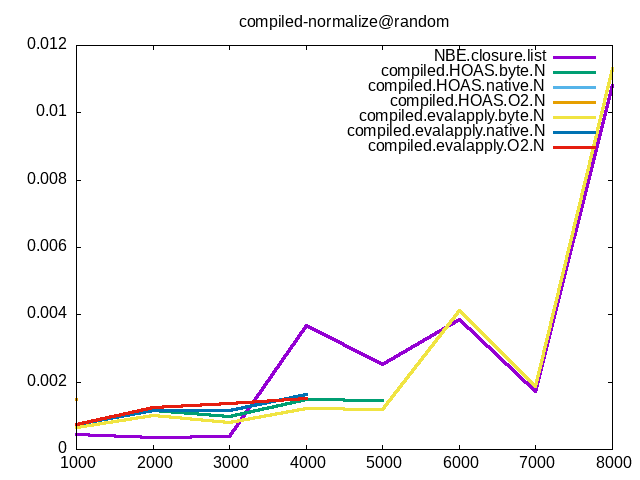 compiled-normalize@random
0.012
0.01
0.008
0.006
0.004
0.002
0
NBE.closure.list
compiled.HOAS.byte.N
compiled.HOAS.native.N
compiled.HOAS.O2.N
compiled.evalapply.byte.N
compiled.evalapply.native.N
compiled.evalapply.O2.N
1000 2000 3000 4000 5000 6000 7000 8000